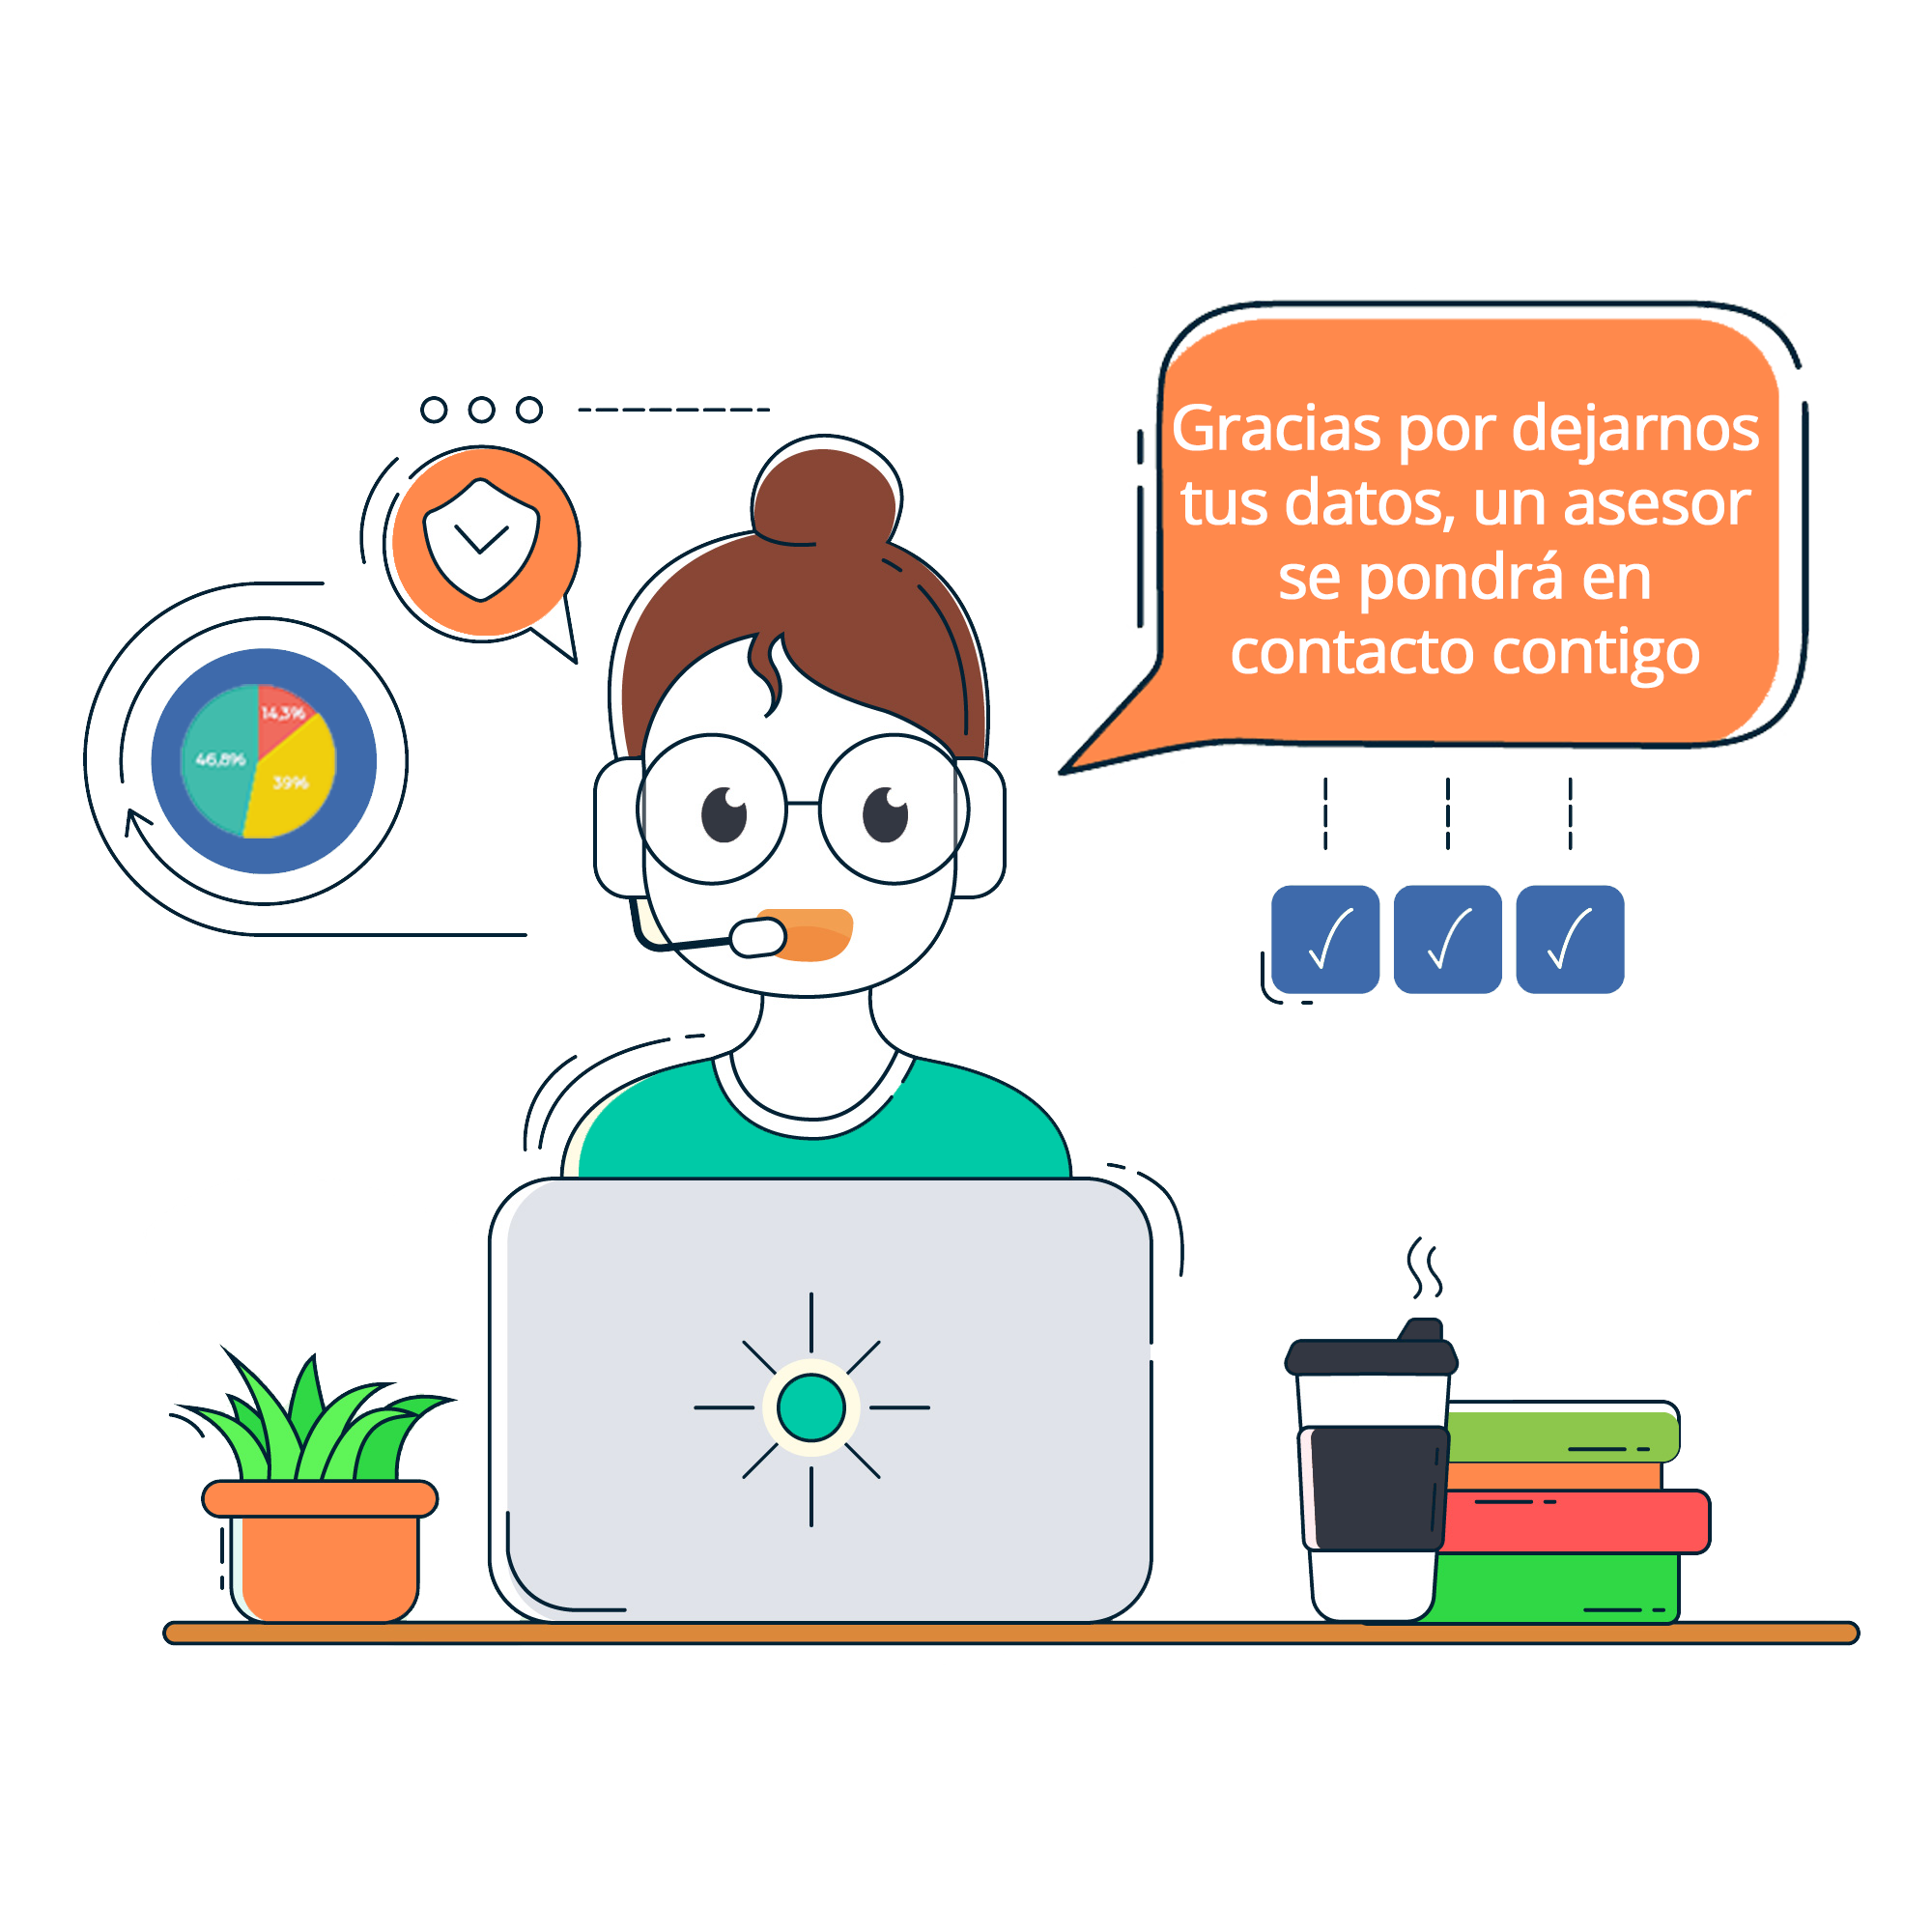 Gracias por dejarnos
tus datos, un asesor
se pondrá en
contacto contigo
14,3%
46,8%
39%